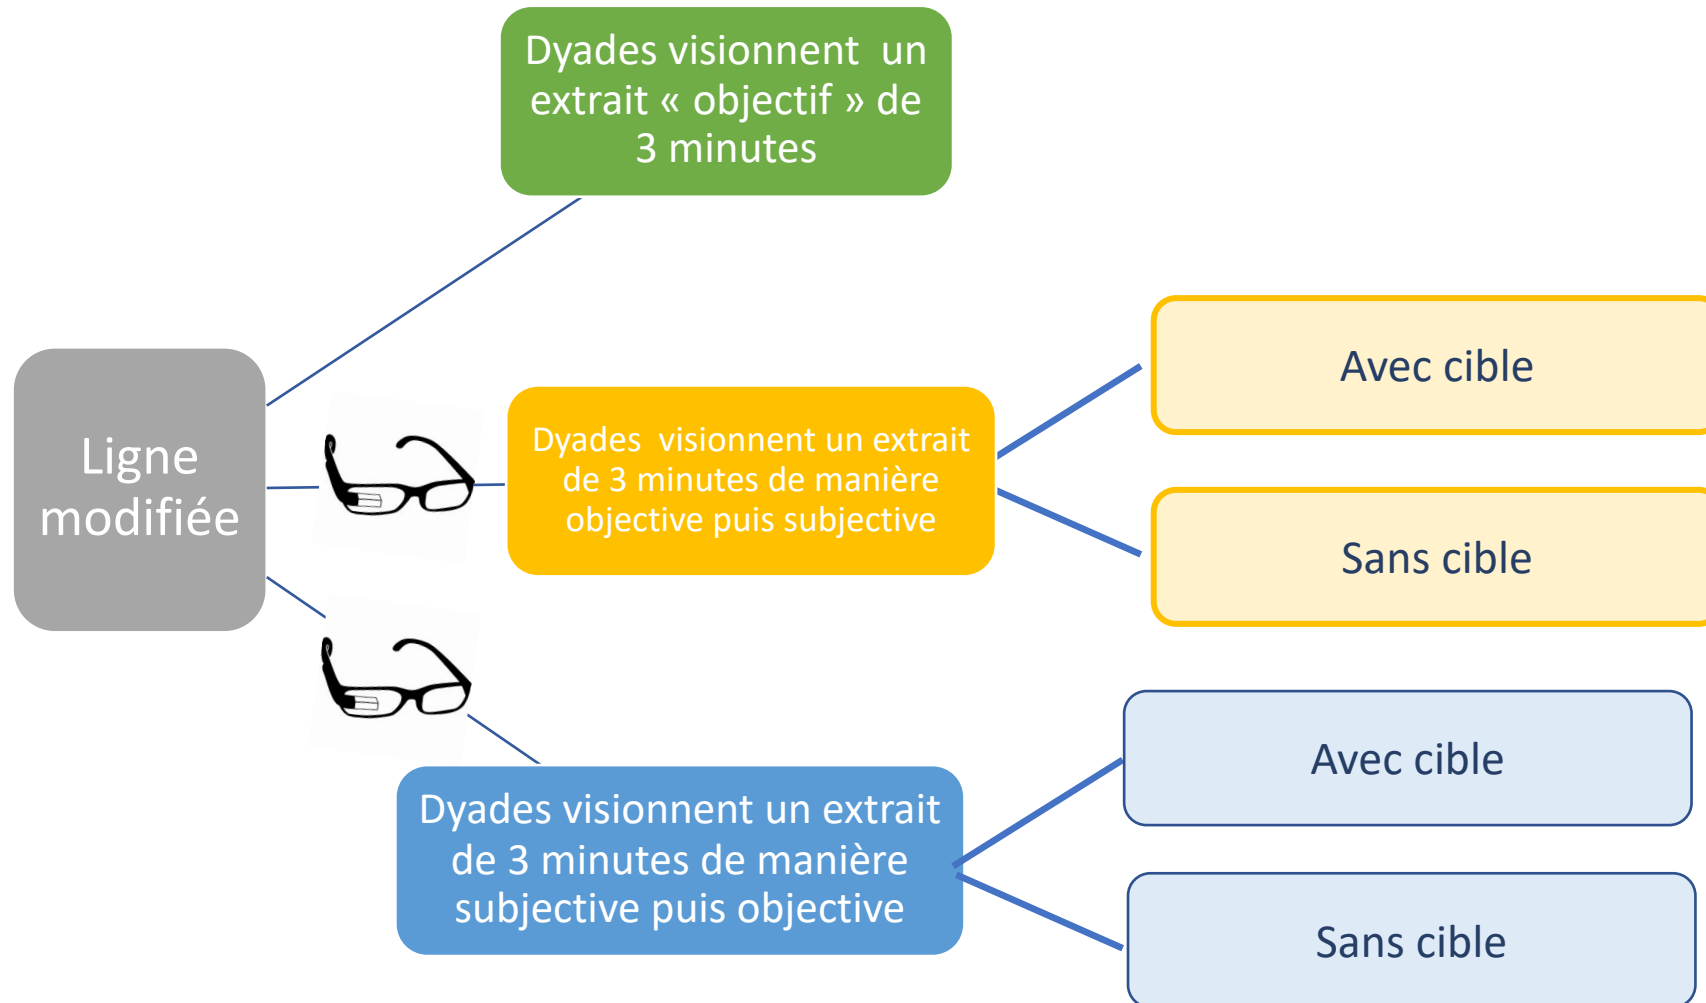 Dyades visionnent un
extrait « objectif » de
3 minutes
Ligne
modifiée
Dyades visionnent un extrait
de 3 minutes de manière
objective puis subjective
Avec cible
Sans cible
Dyades visionnent un extrait
de 3 minutes de manière
subjective puis objective
Avec cible
Sans cible